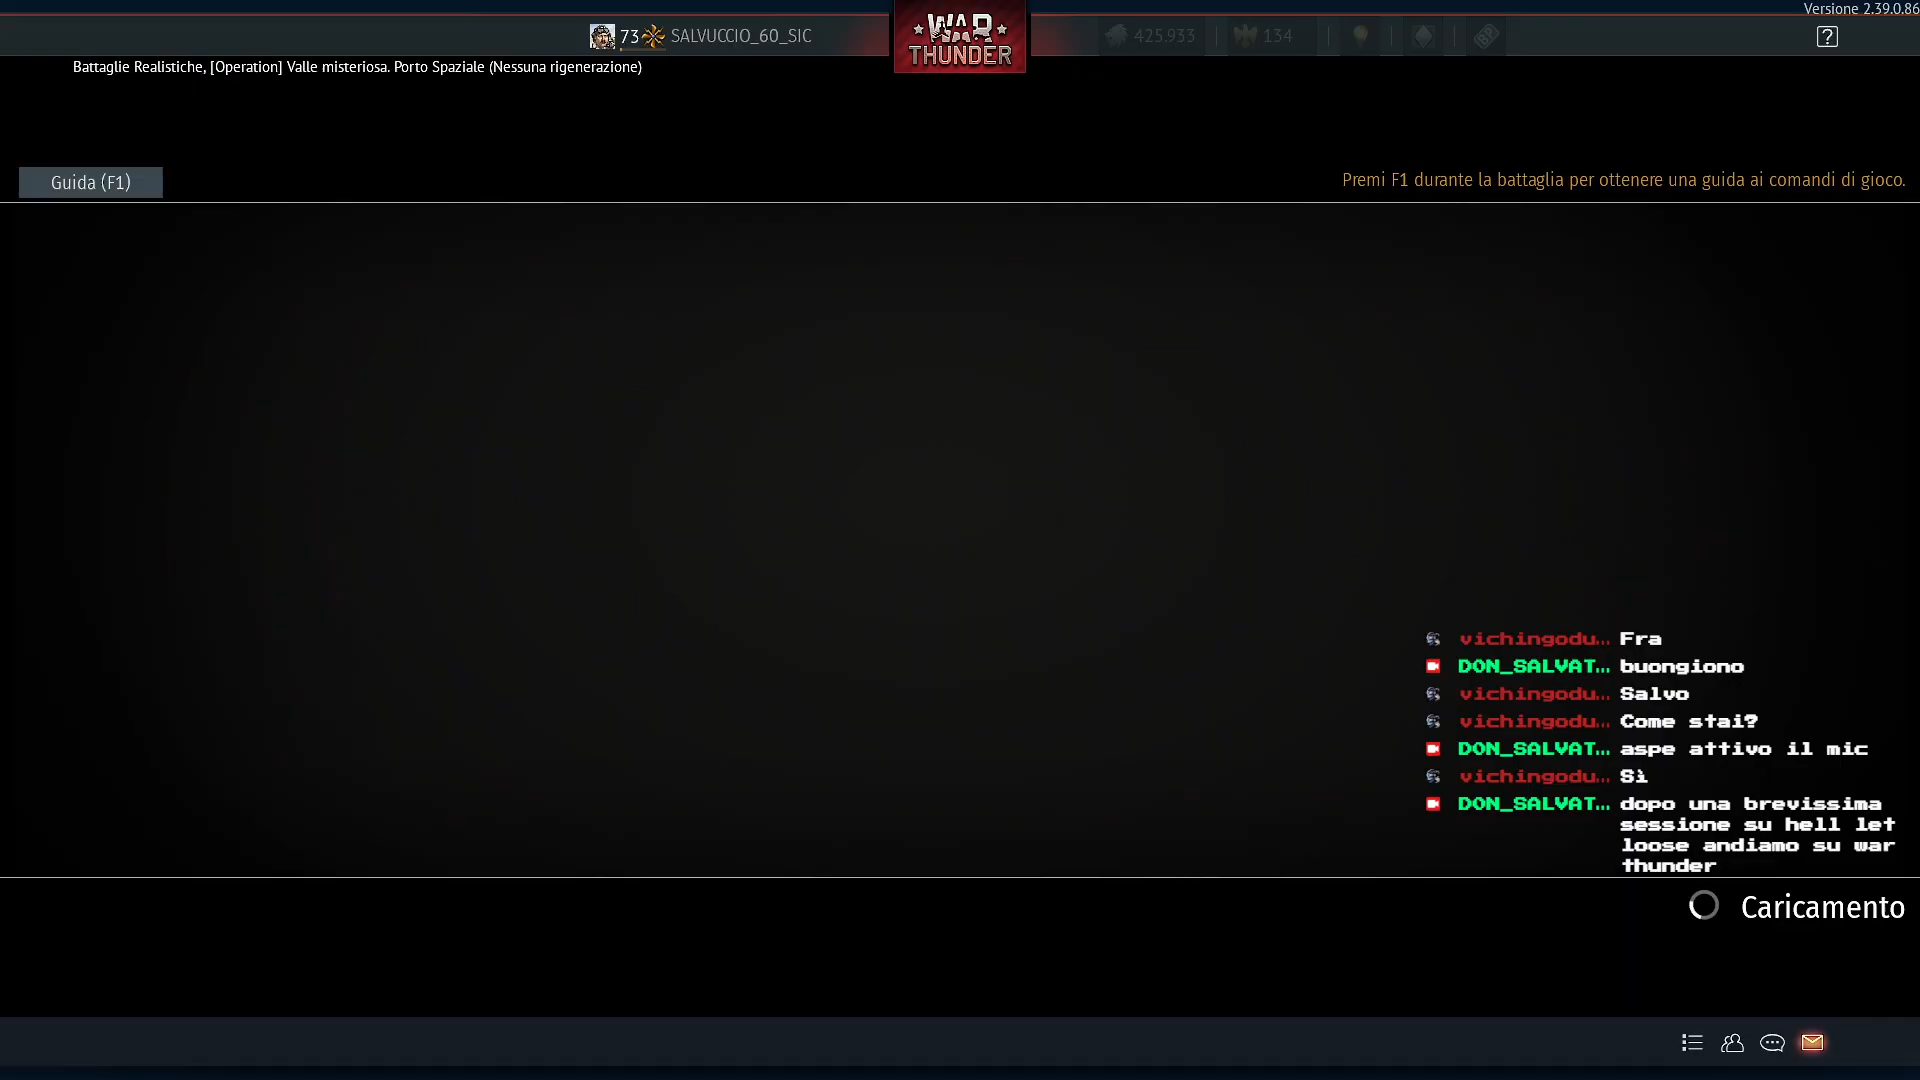 Versione 2.39.0.86
73 SALVUCCIO_60_SIC
WAR
THUNDER
425,933
134
Battaglie Realistiche, [Operation] Valle misteriosa. Porto Spaziale (Nessuna rigenerazione)
Guida (F1)
Premi F1 durante la battaglia per ottenere una guida ai comandi di gioco.
vichingodu... Fra
DON_SALVAT... buongiono
vichingodu... Salvo
vichingodu... Come stai?
DON_SALVAT... aspe attivo il mic
vichingodu... Sì
DON_SALVAT... dopo una brevissima
sessione su hell let
loose andiamo su war
thunder
Caricamento